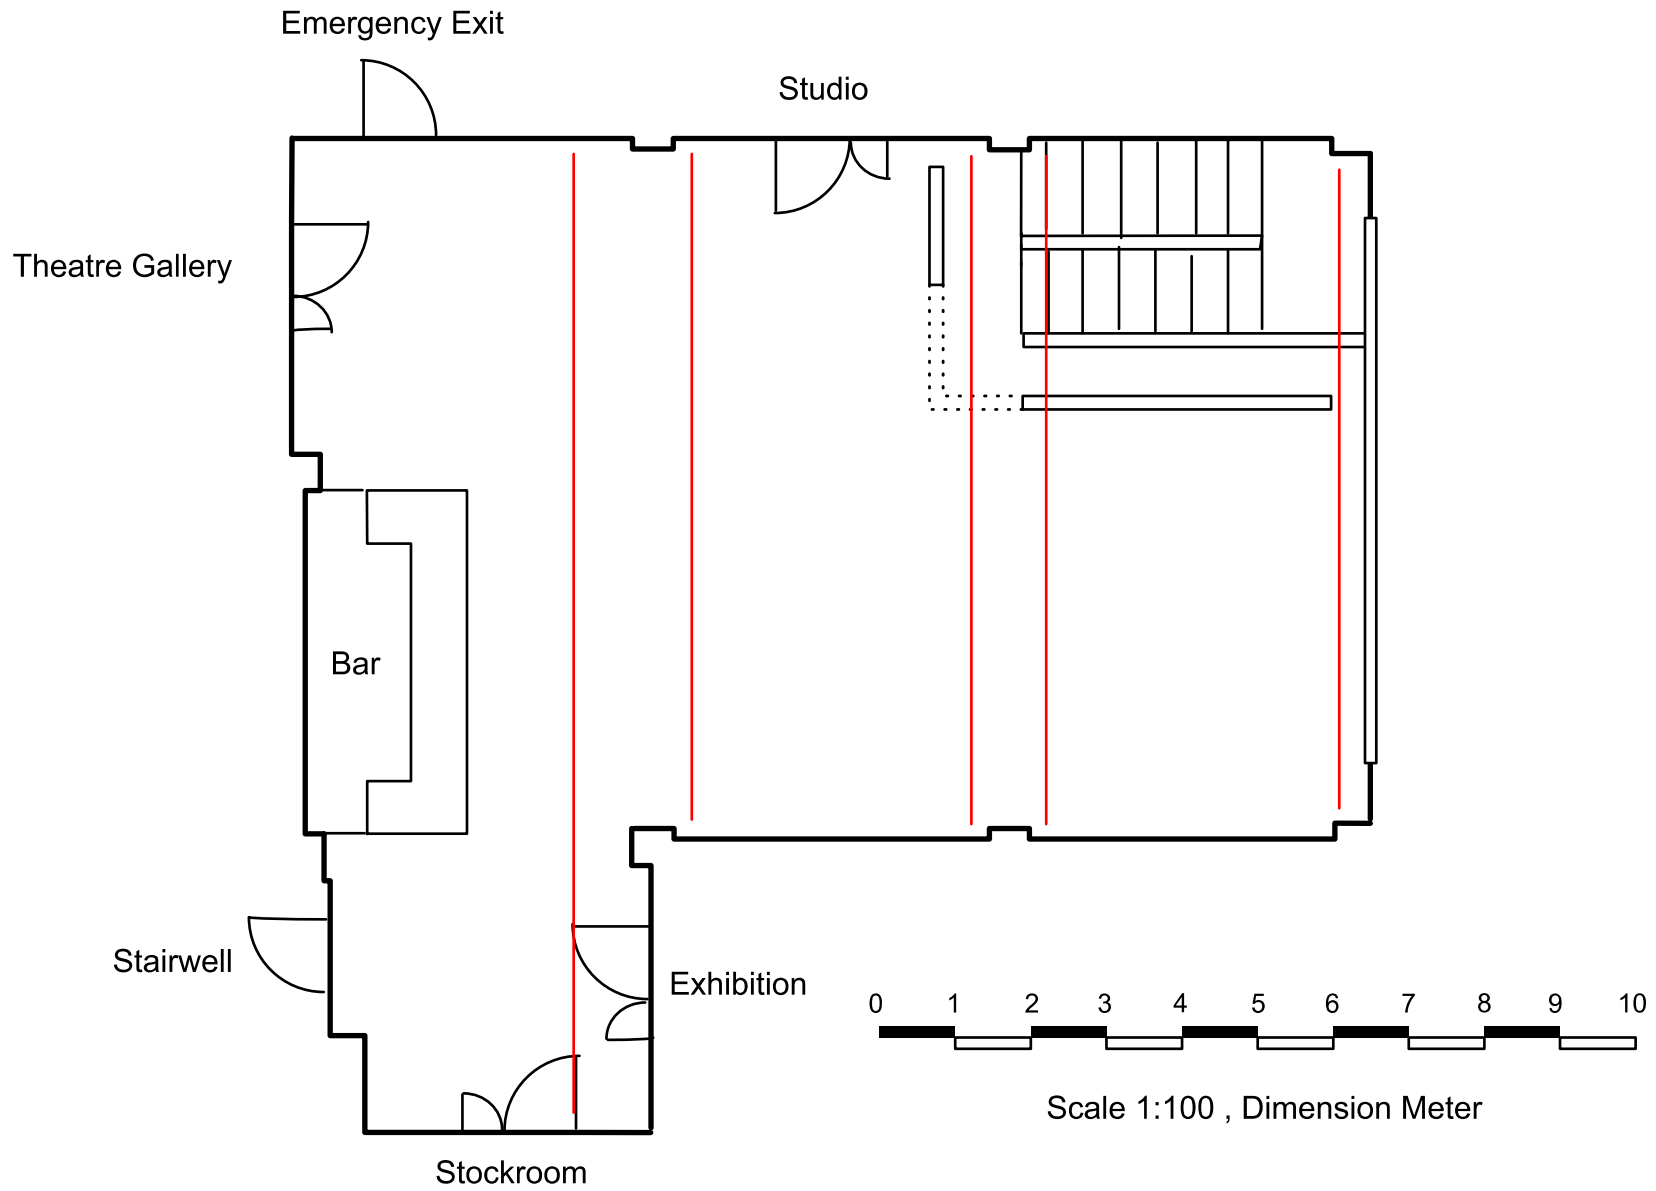 Emergency Exit
Studio
Theatre Gallery
Bar
Stairwell
Exhibition
0 1 2 3 4 5 6 7 8 9 10
Scale 1:100 , Dimension Meter
Stockroom